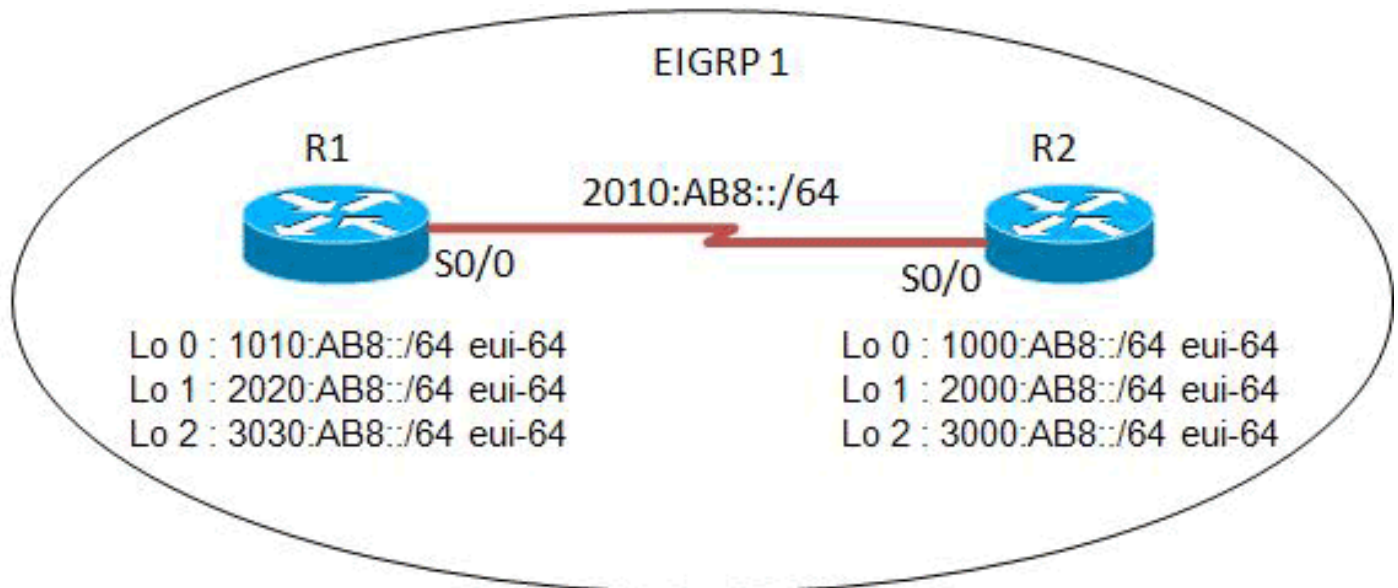 EIGRP 1
R1
R2
2010:AB8::/64
S0/0
S0/0
Lo 0 : 1010:AB8::/64 eui-64
Lo 1 : 2020:AB8::/64 eui-64
Lo 2 : 3030:AB8::/64 eui-64
Lo 0 : 1000:AB8::/64 eui-64
Lo 1 : 2000:AB8::/64 eui-64
Lo 2 : 3000:AB8::/64 eui-64